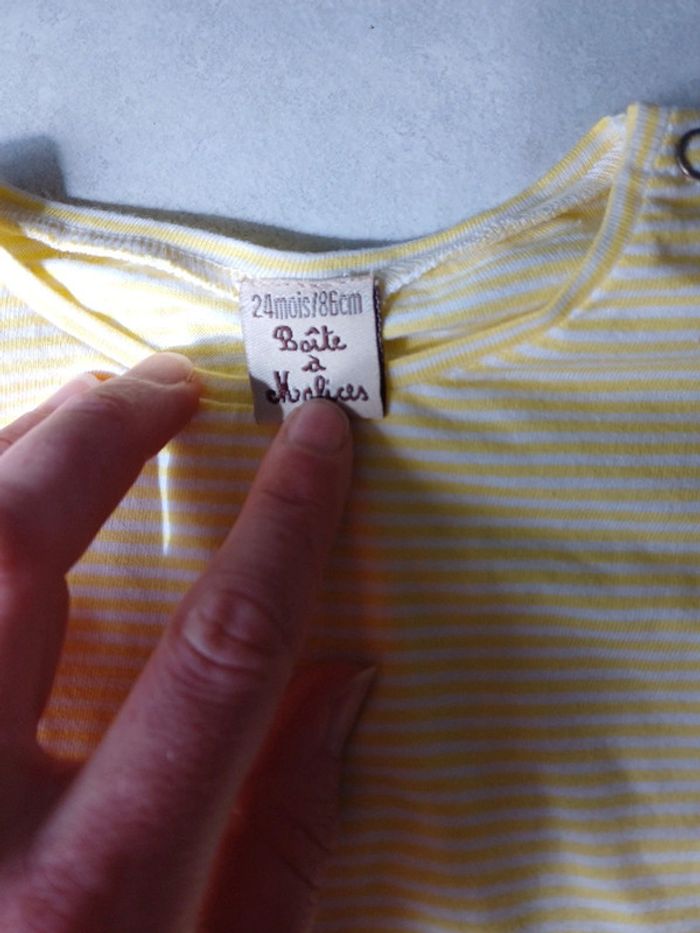 24mois/86cm
Boîte
à
Malices